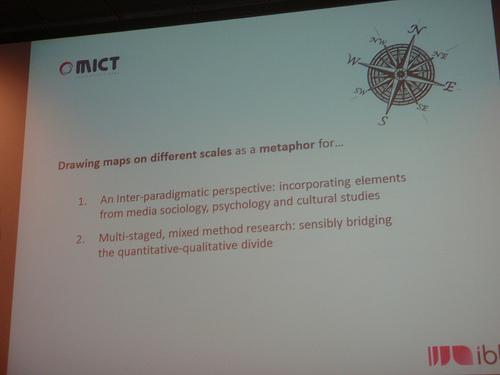 MICT
N
NW
NE
W
E
SW
SE
S
Drawing maps on different scales as a metaphor for...
1. An Inter-paradigmatic perspective: incorporating elements
from media sociology, psychology and cultural studies
2. Multi-staged, mixed method research: sensibly bridging
the quantitative-qualitative divide